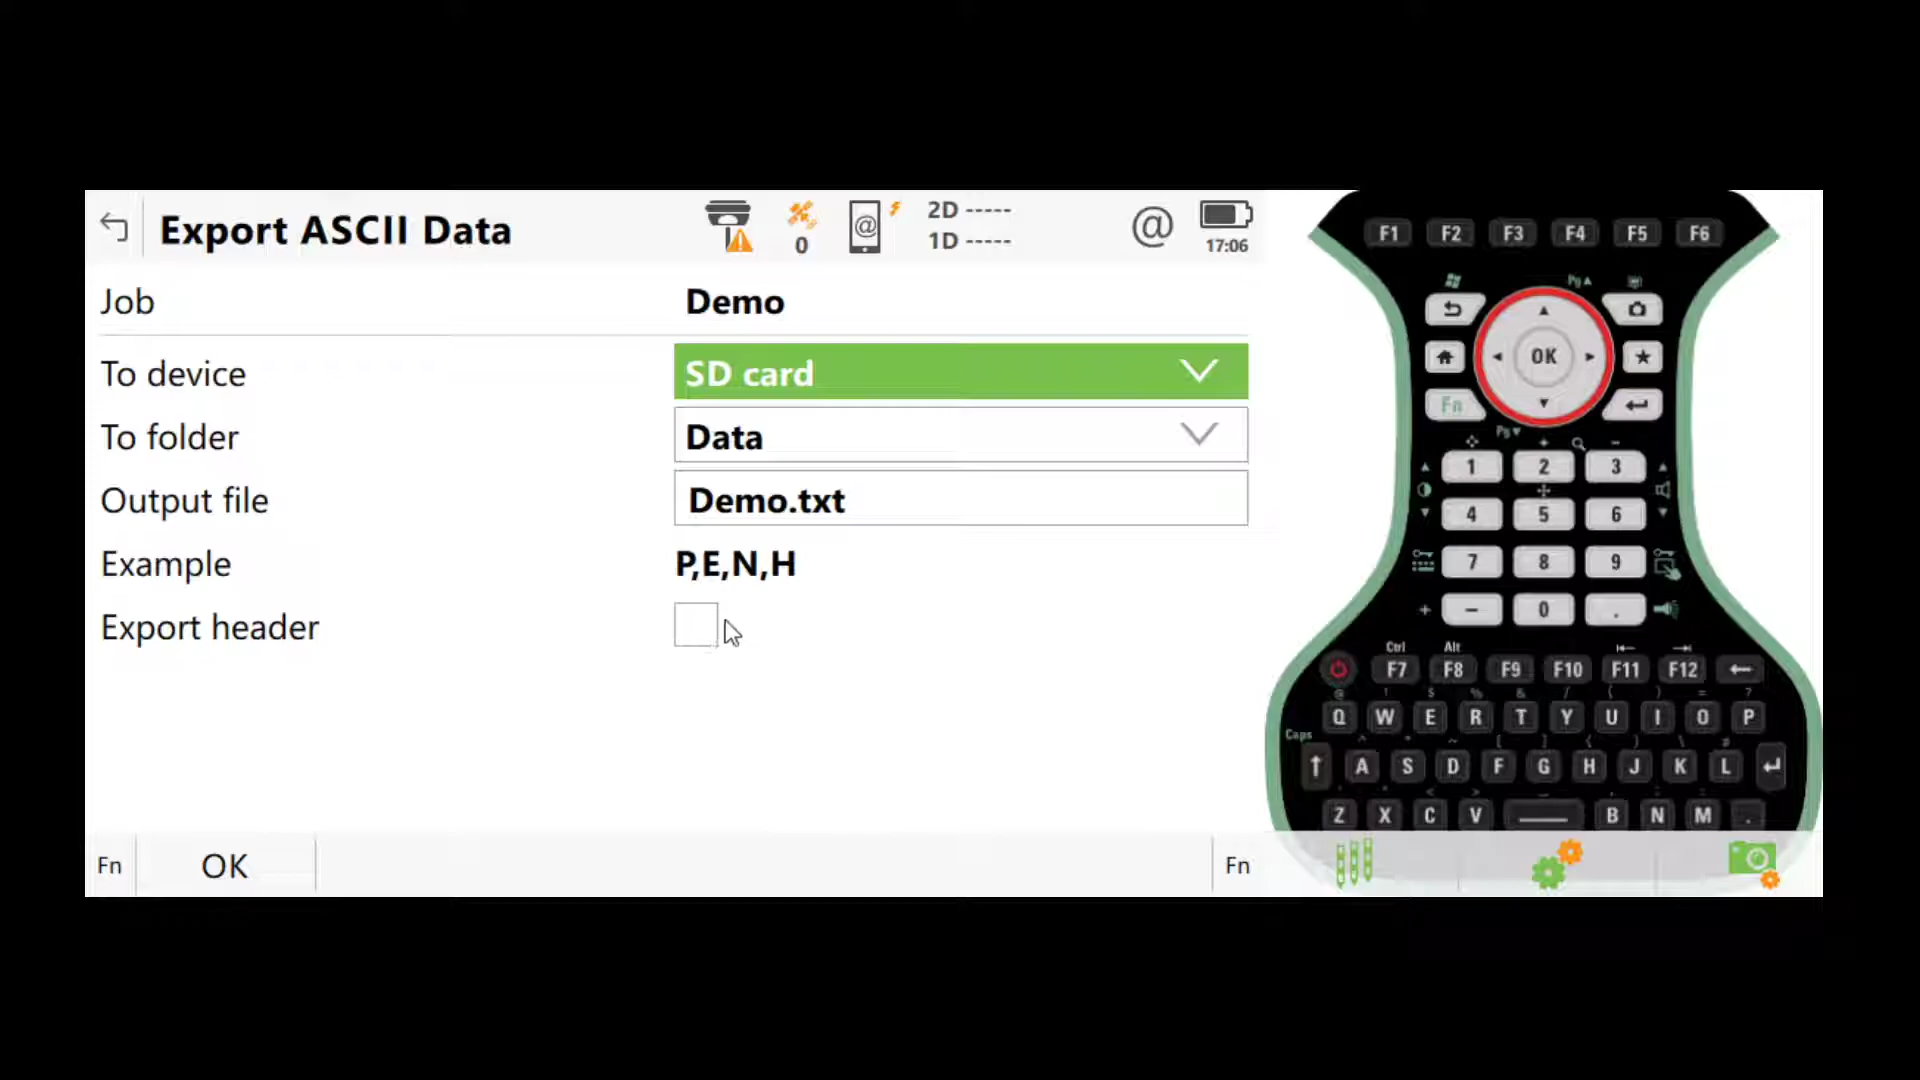 Export ASCII Data
0
@
2D -----
1D -----
@
17:06
Job Demo
To device SD card
To folder Data
Output file Demo.txt
Example P,E,N,H
Export header
Fn OK Fn
F1 F2 F3 F4 F5 F6
Pg
OK
Fn
Pg
+ -
1 2 3
4 5 6
7 8 9
+ - 0 .
Ctrl Alt
F7 F8 F9 F10 F11 F12
@ ! $ % & / ( ) = ?
Q W E R T Y U I O P
Caps
A S D F G H J K L
Z X C V B N M .